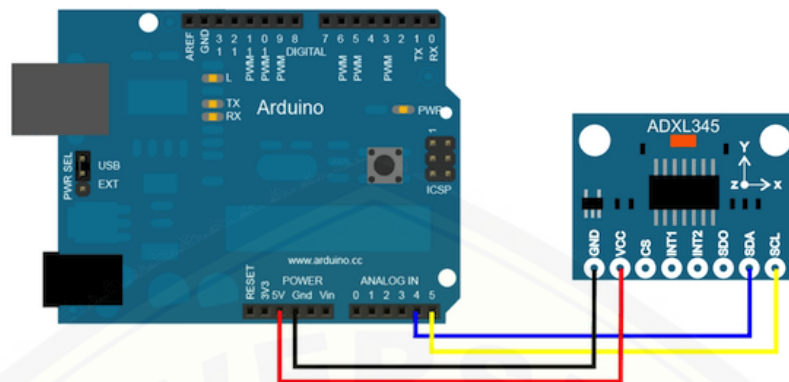 AREF
GND
13
12
11 PWM
10 PWM
9 PWM
8
DIGITAL
7
6 PWM
5 PWM
4
3 PWM
2
1 TX
0 RX
L
TX
RX
Arduino
PWR
1
ICSP
PWR SEL
USB
EXT
www.arduino.cc
POWER
ANALOG IN
RESET
3V3
5V
Gnd
Vin
0 1 2 3 4 5
ADXL345
Y
Z X
GND
VCC
CS
INT1
INT2
SDO
SDA
SCL